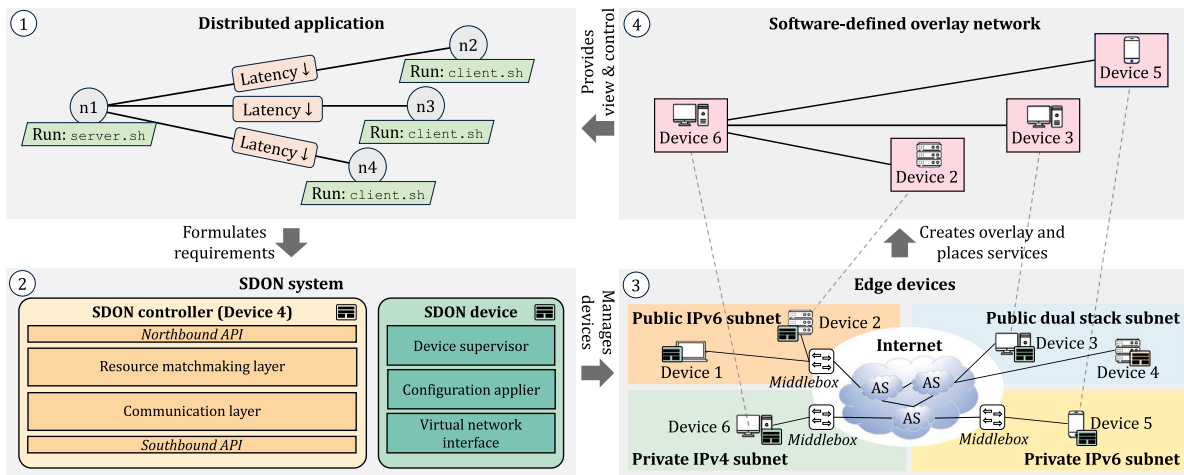 1
Distributed application
n1
Run: server.sh
Latency ↓
n2
Run: client.sh
Latency ↓
n3
Run: client.sh
Latency ↓
n4
Run: client.sh
Provides
view & control
4
Software-defined overlay network
Device 5
Device 6
Device 3
Device 2
Formulates
requirements
Creates overlay and
places services
2
SDON system
SDON controller (Device 4)
Northbound API
Resource matchmaking layer
Communication layer
Southbound API
SDON device
Device supervisor
Configuration applier
Virtual network
interface
Manages
devices
3
Edge devices
Public IPv6 subnet
Device 2
Device 1
Middlebox
Public dual stack subnet
Device 3
Device 4
Internet
AS
AS
AS
Device 6
Middlebox
Private IPv4 subnet
Middlebox
Device 5
Private IPv6 subnet